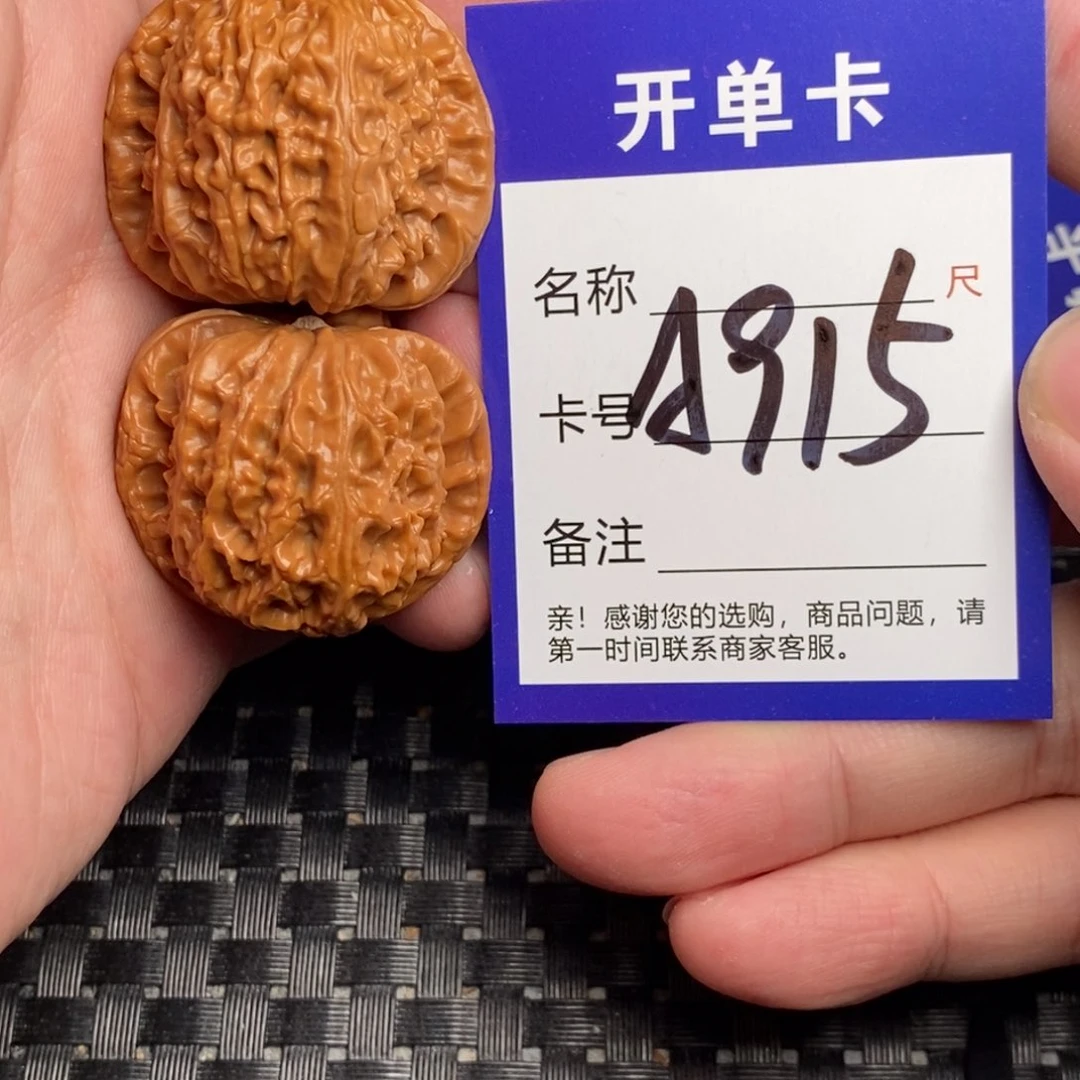 开单卡
名称 尺
卡号 A915
备注
亲！感谢您的选购，商品问题，请
第一时间联系商家客服。